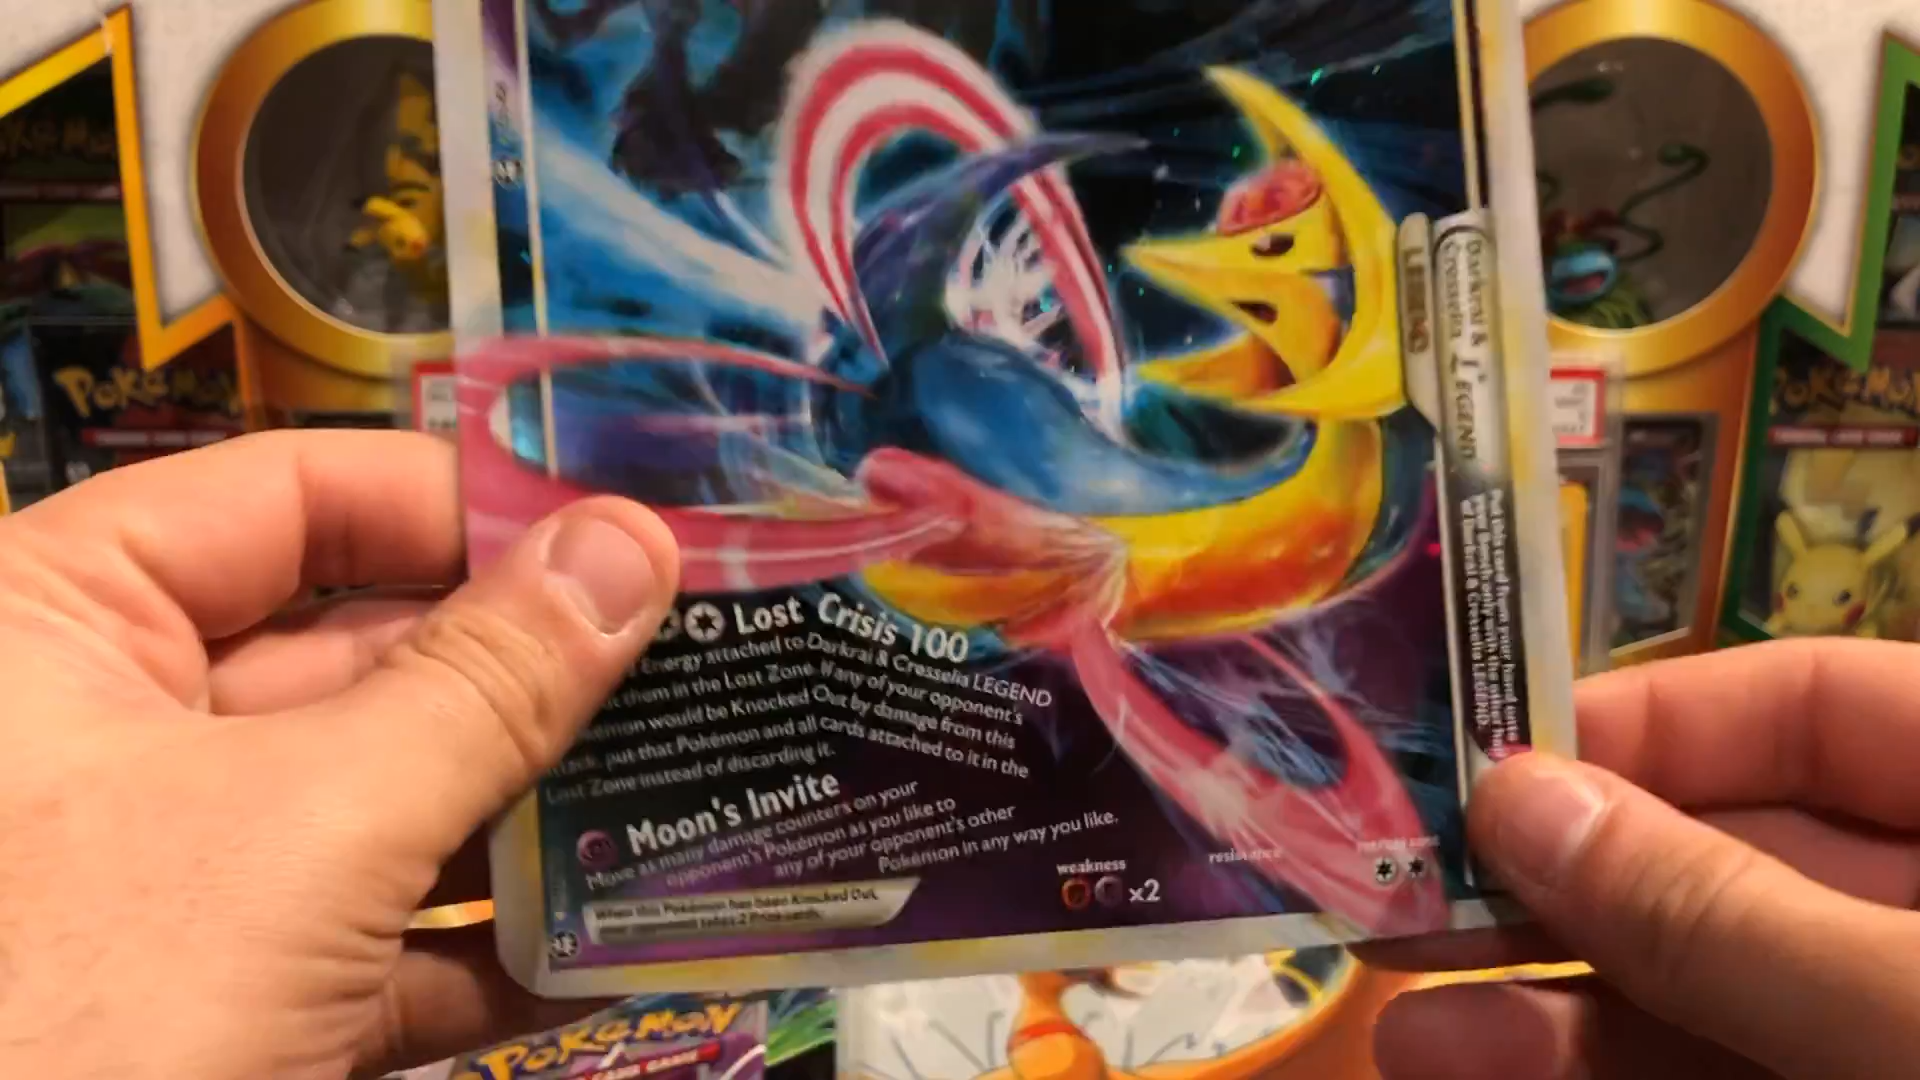 POKéMON
LEGEND
Darkrai &
Cresselia LEGEND
Put this card from your hand onto
your Bench only with the other half
of Darkrai & Cresselia LEGEND.
Lost Crisis 100
Energy attached to Darkrai & Cresselia LEGEND
them in the Lost Zone. If any of your opponent's
would be Knocked Out by damage from this
put that Pokémon and all cards attached to it in the
Lost Zone instead of discarding it.
Moon's Invite
Move as many damage counters on your
opponent's Pokémon as you like to
any of your opponent's other
Pokémon in any way you like.
weakness
x2
resistance
When this Pokémon has been Knocked Out,
your opponent takes 2 Prize cards.
POKéMON
POKéMON